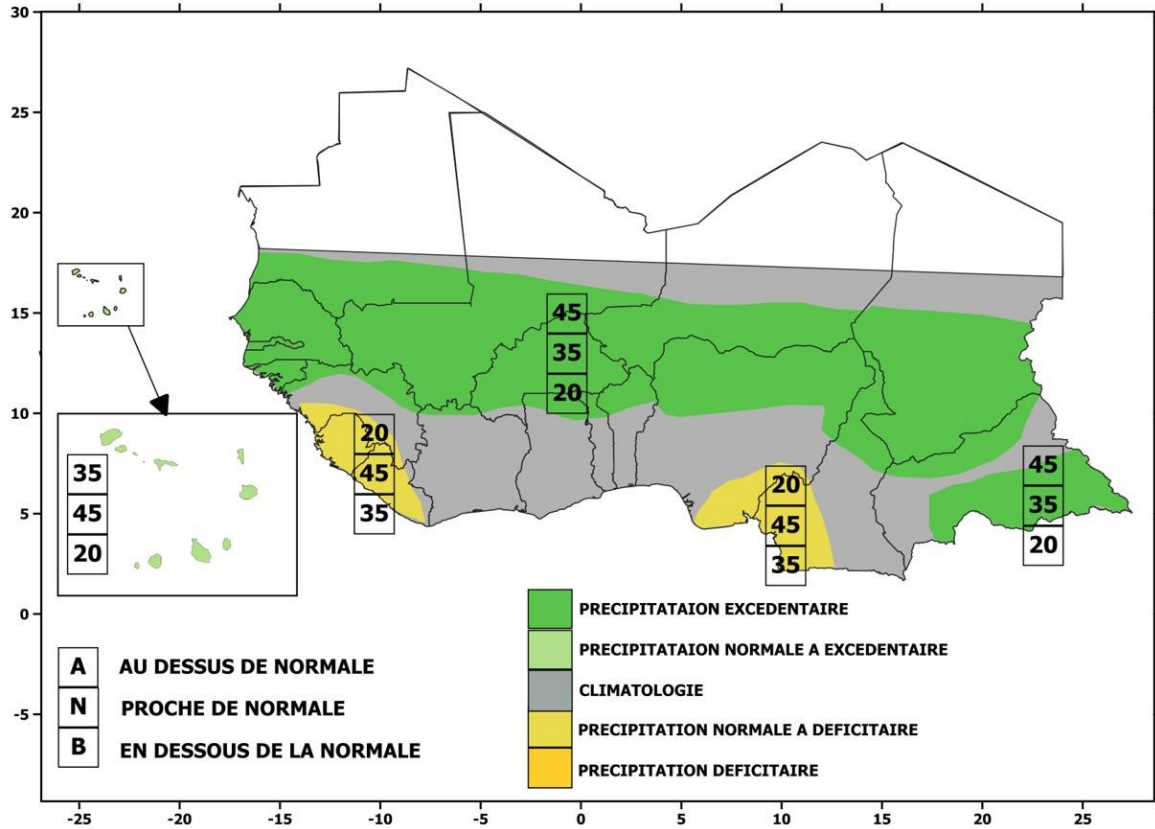 30
25
20
15
10
5
0
-5
45
35
20
20
45
35
20
45
35
45
35
20
35
45
20
A AU DESSUS DE NORMALE
N PROCHE DE NORMALE
B EN DESSOUS DE LA NORMALE
PRECIPITATAION EXCEDENTAIRE
PRECIPITATAION NORMALE A EXCEDENTAIRE
CLIMATOLOGIE
PRECIPITATION NORMALE A DEFICITAIRE
PRECIPITATION DEFICITAIRE
-25 -20 -15 -10 -5 0 5 10 15 20 25